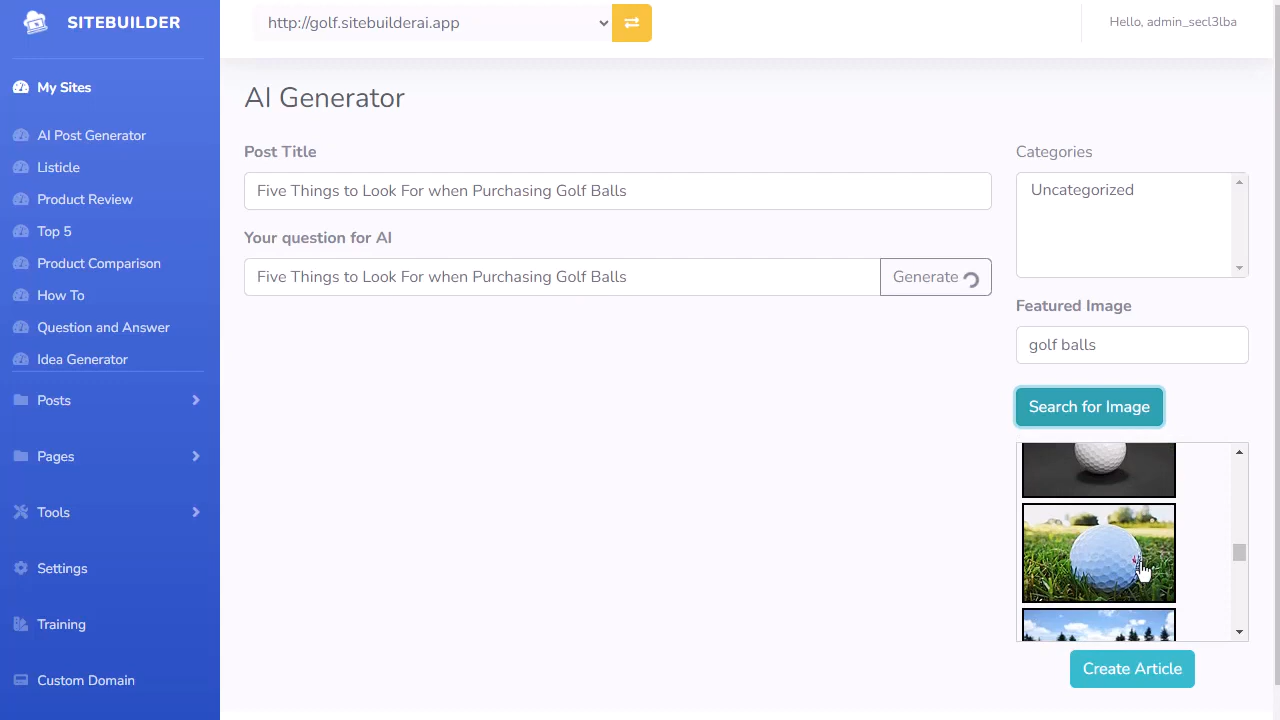 SITEBUILDER
http://golf.sitebuilderai.app
Hello, admin_secl3lba
My Sites
AI Post Generator
Listicle
Product Review
Top 5
Product Comparison
How To
Question and Answer
Idea Generator
Posts
Pages
Tools
Settings
Training
Custom Domain
AI Generator
Post Title
Five Things to Look For when Purchasing Golf Balls
Your question for AI
Five Things to Look For when Purchasing Golf Balls
Generate
Categories
Uncategorized
Featured Image
golf balls
Search for Image
Create Article